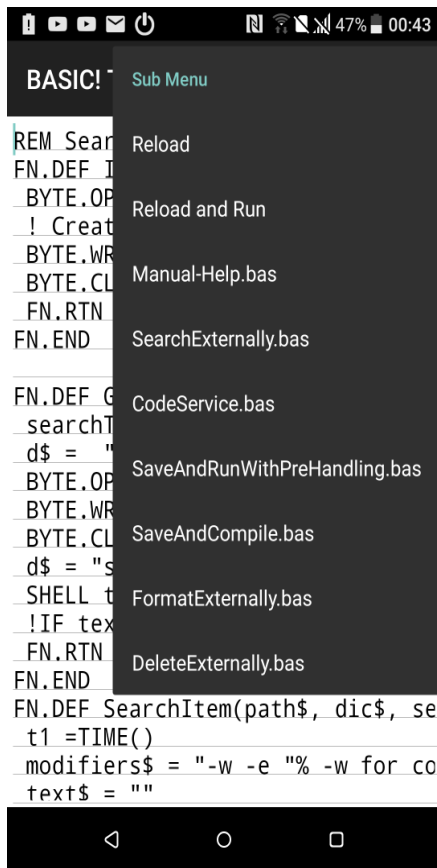 47% 00:43
BASIC!
Sub Menu
Reload
Reload and Run
Manual-Help.bas
SearchExternally.bas
CodeService.bas
SaveAndRunWithPreHandling.bas
SaveAndCompile.bas
FormatExternally.bas
DeleteExternally.bas
REM Sear
FN.DEF I
BYTE.OP
! Creat
BYTE.WR
BYTE.CL
FN.RTN
FN.END
FN.DEF G
searchT
d$ = "
BYTE.OP
BYTE.WR
BYTE.CL
d$ = "s
SHELL t
!IF tex
FN.RTN
FN.END
FN.DEF SearchItem(path$, dic$, se
t1 =TIME()
modifiers$ = "-w -e "% -w for co
text$ = ""